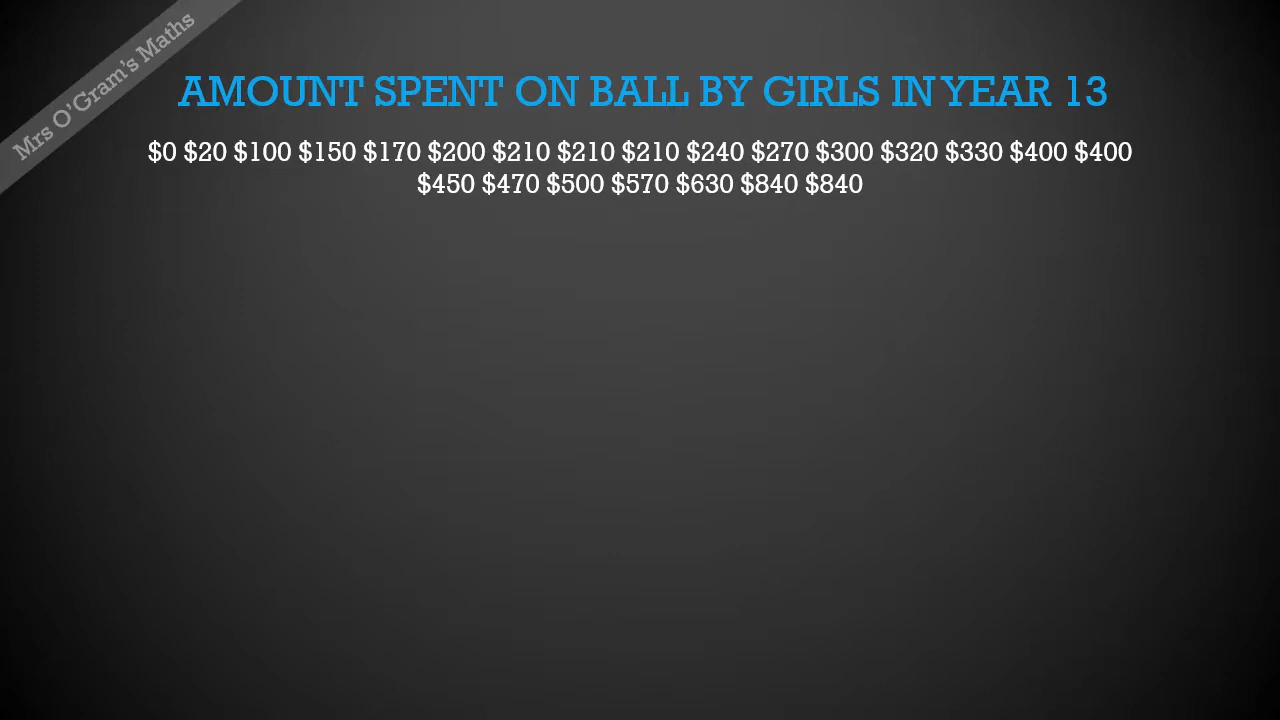 Mrs O'Gram's Maths
AMOUNT SPENT ON BALL BY GIRLS IN YEAR 13
$0 $20 $100 $150 $170 $200 $210 $210 $210 $240 $270 $300 $320 $330 $400 $400
$450 $470 $500 $570 $630 $840 $840